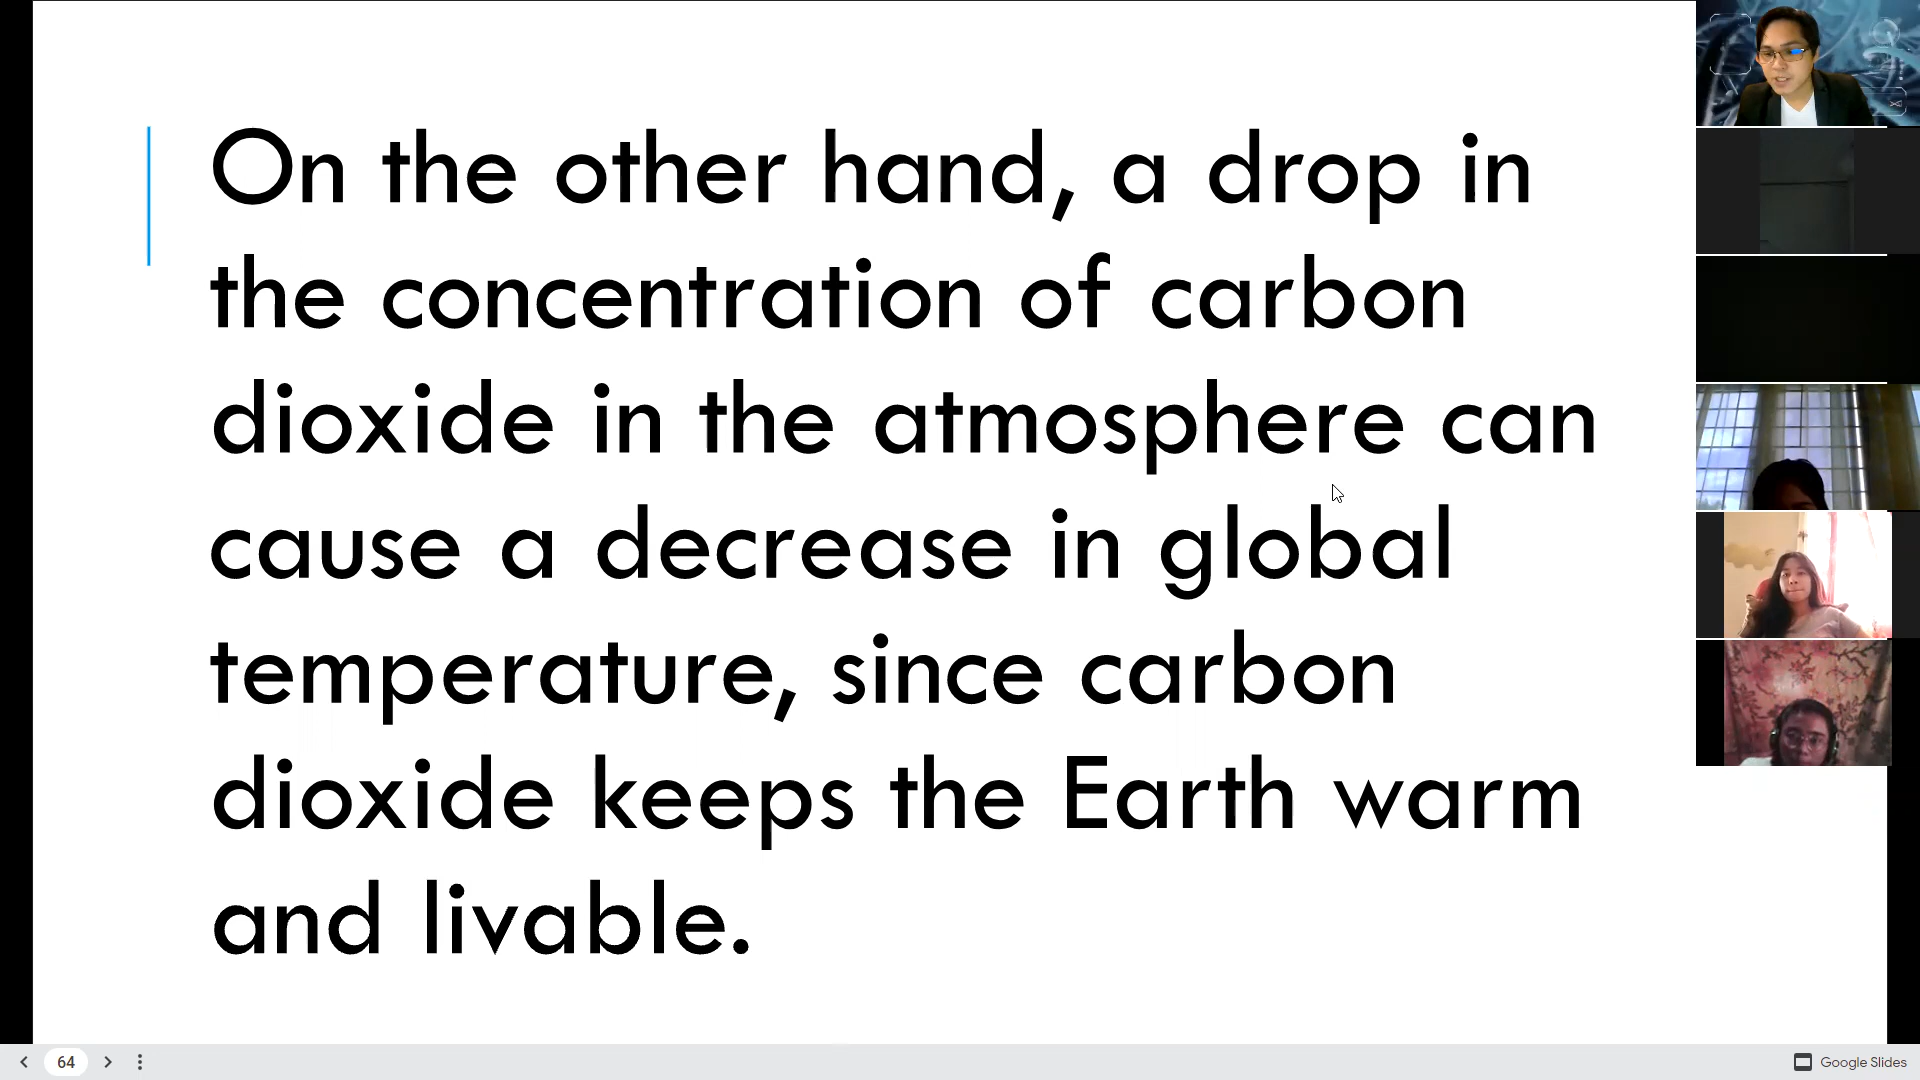 On the other hand, a drop in
the concentration of carbon
dioxide in the atmosphere can
cause a decrease in global
temperature, since carbon
dioxide keeps the Earth warm
and livable.
64
Google Slides